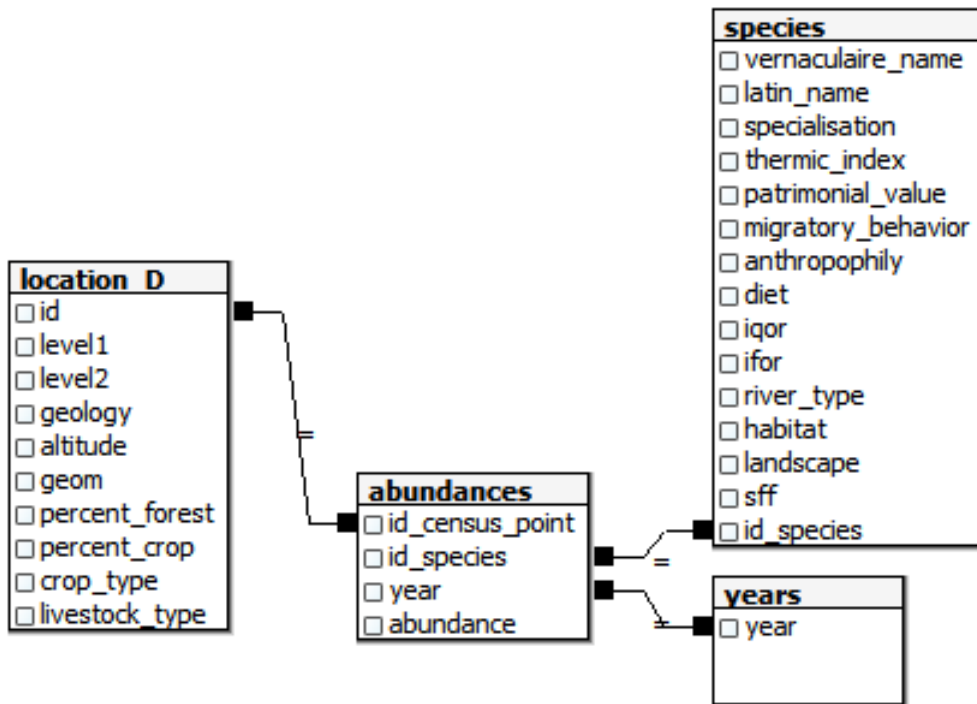 location_D
id
level1
level2
geology
altitude
geom
percent_forest
percent_crop
crop_type
livestock_type
=
abundances
id_census_point
id_species
year
abundance
=
=
species
vernaculaire_name
latin_name
specialisation
thermic_index
patrimonial_value
migratory_behavior
anthropophily
diet
iqor
ifor
river_type
habitat
landscape
sff
id_species
years
year